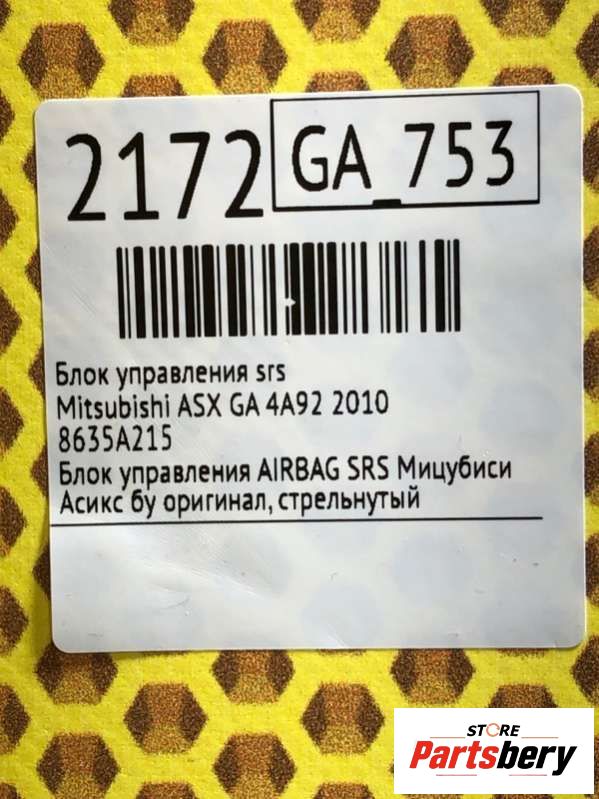 2172 GA_753
Блок управления srs
Mitsubishi ASX GA 4A92 2010
8635A215
Блок управления AIRBAG SRS Мицубиси
Асикс бу оригинал, стрельнутый
STORE
Partsbery